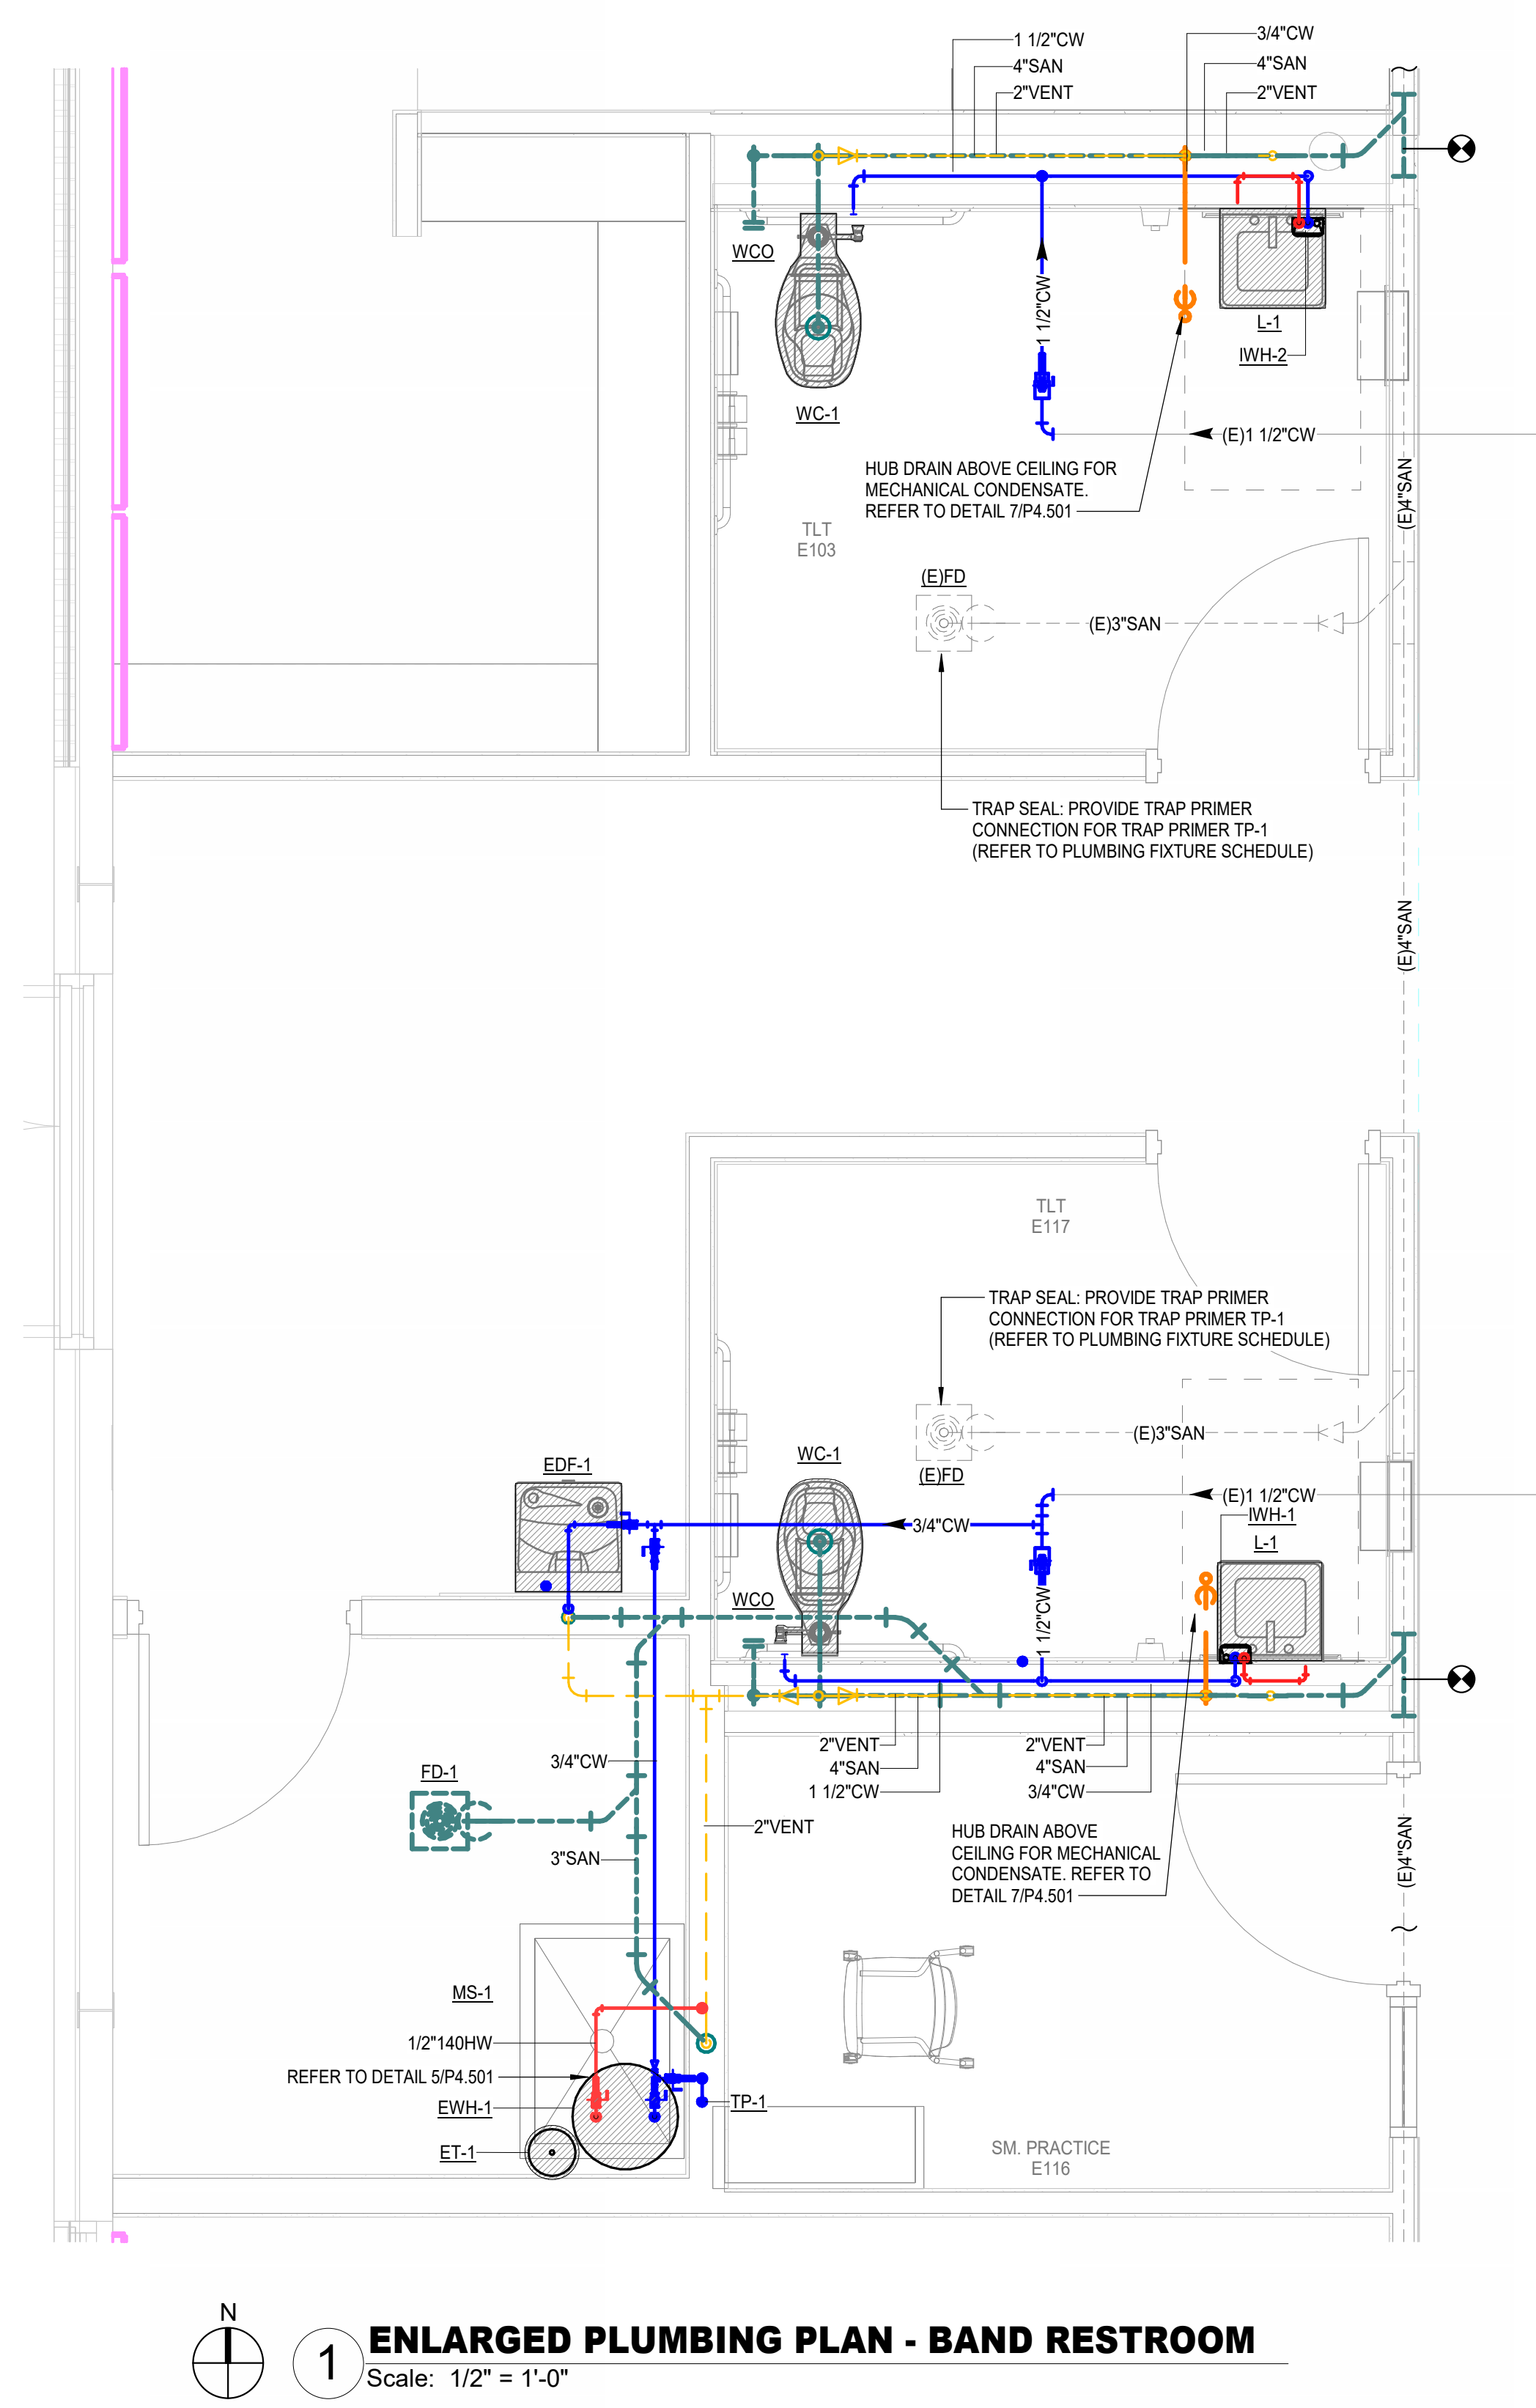 1 1/2"CW
4"SAN
2"VENT
3/4"CW
4"SAN
2"VENT
WCO
WC-1
1 1/2"CW
L-1
IWH-2
(E)1 1/2"CW
HUB DRAIN ABOVE CEILING FOR
MECHANICAL CONDENSATE.
REFER TO DETAIL 7/P4.501
(E)4"SAN
TLT
E103
(E)FD
(E)3"SAN
TRAP SEAL: PROVIDE TRAP PRIMER
CONNECTION FOR TRAP PRIMER TP-1
(REFER TO PLUMBING FIXTURE SCHEDULE)
(E)4"SAN
TLT
E117
TRAP SEAL: PROVIDE TRAP PRIMER
CONNECTION FOR TRAP PRIMER TP-1
(REFER TO PLUMBING FIXTURE SCHEDULE)
(E)3"SAN
WC-1
EDF-1
(E)FD
(E)1 1/2"CW
IWH-1
3/4"CW
L-1
WCO
1 1/2"CW
2"VENT
4"SAN
1 1/2"CW
2"VENT
4"SAN
3/4"CW
3/4"CW
FD-1
2"VENT
3"SAN
HUB DRAIN ABOVE
CEILING FOR MECHANICAL
CONDENSATE. REFER TO
DETAIL 7/P4.501
(E)4"SAN
MS-1
1/2"140HW
REFER TO DETAIL 5/P4.501
EWH-1
TP-1
ET-1
SM. PRACTICE
E116
N
1
ENLARGED PLUMBING PLAN - BAND RESTROOM
Scale: 1/2" = 1'-0"